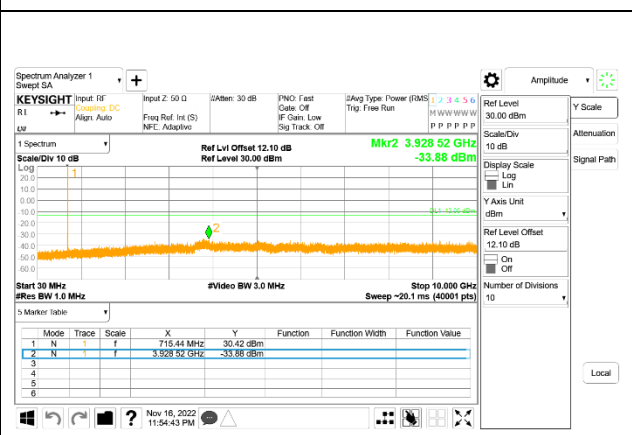 Spectrum Analyzer 1
Swept SA
Amplitude
KEYSIGHT
RL
Input: RF
Coupling: DC
Align: Auto
Input Z: 50 Ω
Freq Ref: Int (S)
NFE: Adaptive
#Atten: 30 dB
PNO: Fast
Gate: Off
IF Gain: Low
Sig Track: Off
#Avg Type: Power (RMS
Trig: Free Run
1 2 3 4 5 6
M W W W W W
P P P P P P
1 Spectrum
Scale/Div 10 dB
Ref Lvl Offset 12.10 dB
Ref Level 30.00 dBm
Mkr2 3.928 52 GHz
-33.88 dBm
Log
20.0
10.0
0.00
-10.0
-20.0
-30.0
-40.0
-50.0
-60.0
1
2
DL1 -13.00 dBm
Start 30 MHz
#Res BW 1.0 MHz
#Video BW 3.0 MHz
Stop 10.000 GHz
Sweep ~20.1 ms (40001 pts)
5 Marker Table
Mode Trace Scale X Y Function Function Width Function Value
1 N 1 f 715.44 MHz 30.42 dBm
2 N 1 f 3.928 52 GHz -33.88 dBm
3
4
5
6
Ref Level
30.00 dBm
Scale/Div
10 dB
Display Scale
Log
Lin
Y Axis Unit
dBm
Ref Level Offset
12.10 dB
On
Off
Number of Divisions
10
Y Scale
Attenuation
Signal Path
Local
Nov 16, 2022
11:54:43 PM